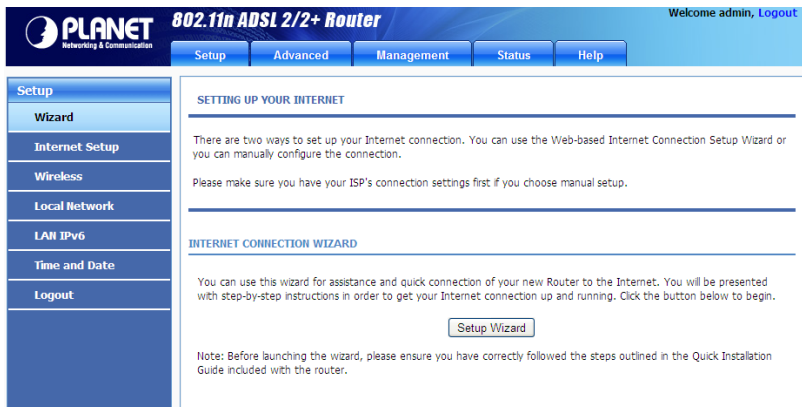 PLANET
Networking & Communication
802.11n ADSL 2/2+ Router
Welcome admin, Logout
Setup Advanced Management Status Help
Setup
Wizard
Internet Setup
Wireless
Local Network
LAN IPv6
Time and Date
Logout
SETTING UP YOUR INTERNET
There are two ways to set up your Internet connection. You can use the Web-based Internet Connection Setup Wizard or
you can manually configure the connection.
Please make sure you have your ISP's connection settings first if you choose manual setup.
INTERNET CONNECTION WIZARD
You can use this wizard for assistance and quick connection of your new Router to the Internet. You will be presented
with step-by-step instructions in order to get your Internet connection up and running. Click the button below to begin.
Setup Wizard
Note: Before launching the wizard, please ensure you have correctly followed the steps outlined in the Quick Installation
Guide included with the router.